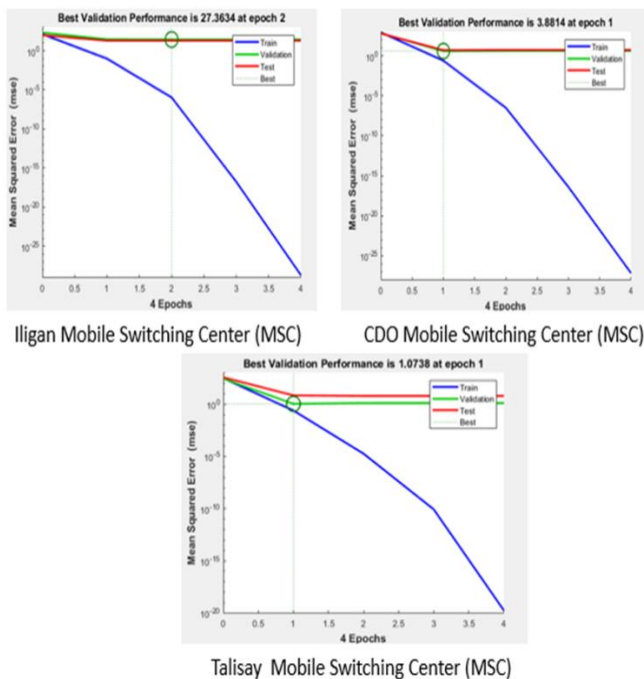 Best Validation Performance is 27.3634 at epoch 2
Mean Squared Error (mse)
10^0
10^-5
10^-10
10^-15
10^-20
10^-25
Train
Validation
Test
Best
0 0.5 1 1.5 2 2.5 3 3.5 4
4 Epochs
Iligan Mobile Switching Center (MSC)
Best Validation Performance is 3.8814 at epoch 1
Mean Squared Error (mse)
10^0
10^-5
10^-10
10^-15
10^-20
10^-25
Train
Validation
Test
Best
0 0.5 1 1.5 2 2.5 3 3.5 4
4 Epochs
CDO Mobile Switching Center (MSC)
Best Validation Performance is 1.0738 at epoch 1
Mean Squared Error (mse)
10^0
10^-5
10^-10
10^-15
10^-20
Train
Validation
Test
Best
0 0.5 1 1.5 2 2.5 3 3.5 4
4 Epochs
Talisay Mobile Switching Center (MSC)